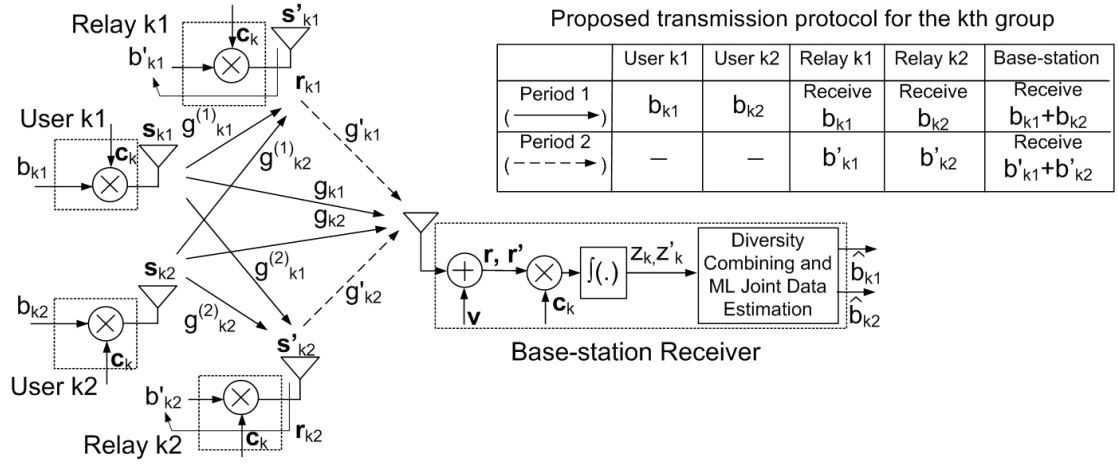 Relay k1
c_k
s'_k1
b'_k1
r_k1
User k1
s_k1
g^(1)_k1
g'_k1
c_k
g^(1)_k2
b_k1
g_k1
g_k2
s_k2
g^(2)_k1
g'_k2
b_k2
g^(2)_k2
c_k
s'_k2
User k2
b'_k2
r_k2
c_k
Relay k2
Proposed transmission protocol for the kth group
User k1 User k2 Relay k1 Relay k2 Base-station
Period 1
( ) b_k1 b_k2 Receive b_k1 Receive b_k2 Receive b_k1+b_k2
Period 2
( ) — — b'_k1 b'_k2 Receive b'_k1+b'_k2
+
r, r'
∫(.)
z_k,z'_k
v
c_k
Diversity
Combining and
ML Joint Data
Estimation
b̂_k1
b̂_k2
Base-station Receiver